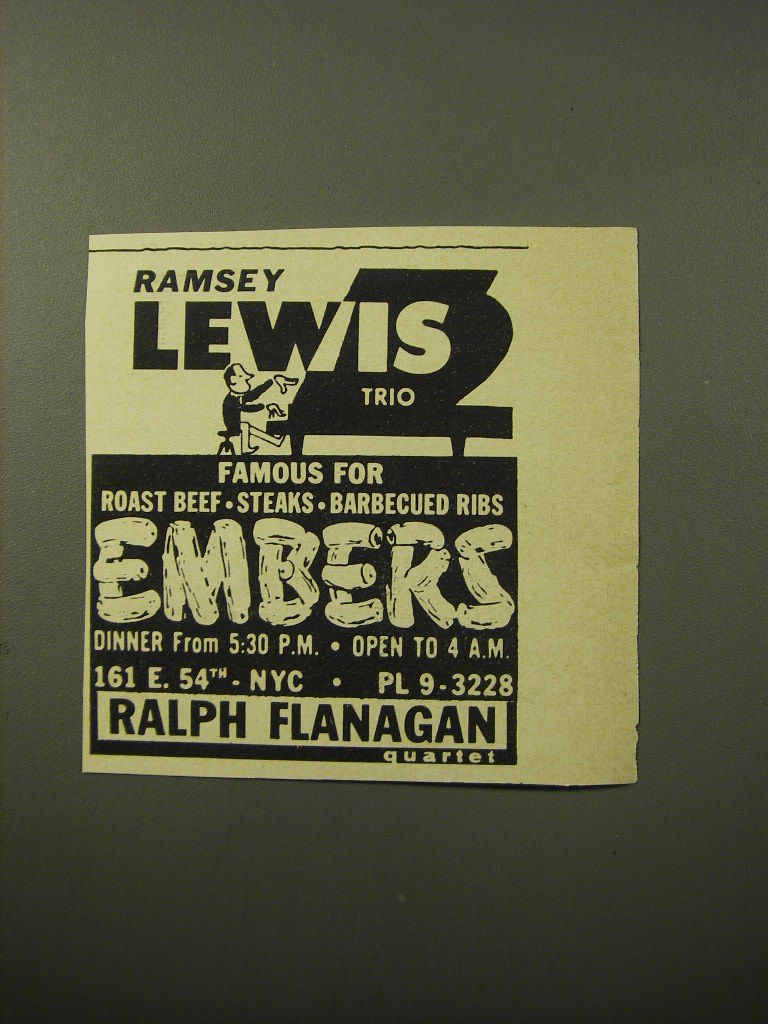 RAMSEY
LEWIS
TRIO
FAMOUS FOR
ROAST BEEF • STEAKS • BARBECUED RIBS
EMBERS
DINNER From 5:30 P.M. • OPEN TO 4 A.M.
161 E. 54TH - NYC • PL 9-3228
RALPH FLANAGAN
quartet